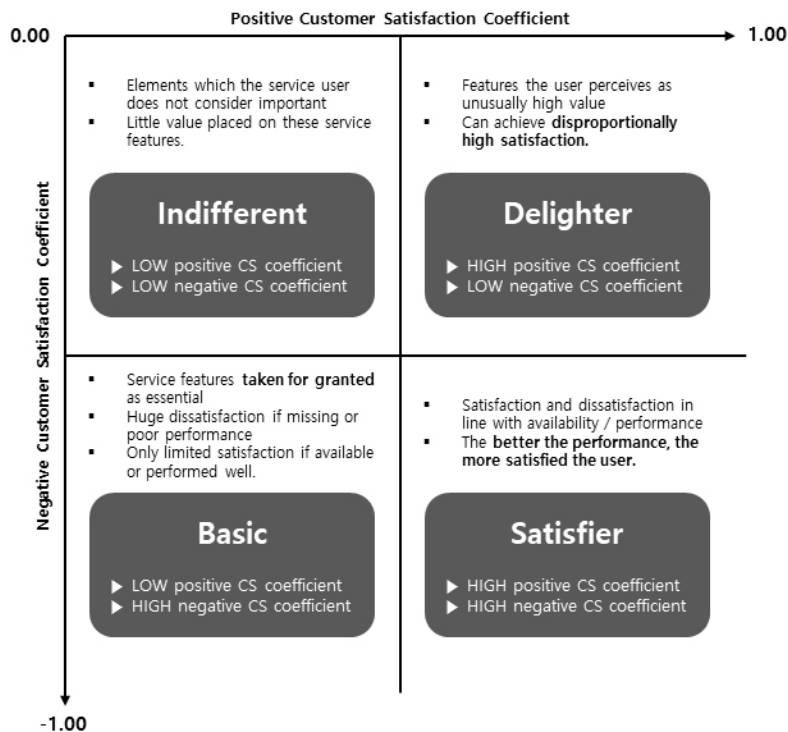 Positive Customer Satisfaction Coefficient
0.00
1.00
Negative Customer Satisfaction Coefficient
▪ Elements which the service user
does not consider important
▪ Little value placed on these service
features.
Indifferent
▶ LOW positive CS coefficient
▶ LOW negative CS coefficient
▪ Features the user perceives as
unusually high value
▪ Can achieve disproportionally
high satisfaction.
Delighter
▶ HIGH positive CS coefficient
▶ LOW negative CS coefficient
▪ Service features taken for granted
as essential
▪ Huge dissatisfaction if missing or
poor performance
▪ Only limited satisfaction if available
or performed well.
Basic
▶ LOW positive CS coefficient
▶ HIGH negative CS coefficient
▪ Satisfaction and dissatisfaction in
line with availability / performance
▪ The better the performance, the
more satisfied the user.
Satisfier
▶ HIGH positive CS coefficient
▶ HIGH negative CS coefficient
-1.00